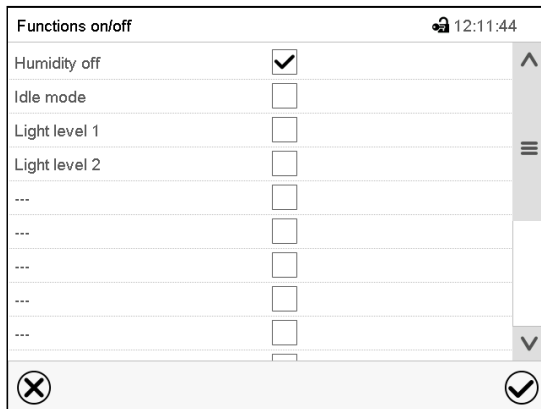 Functions on/off 12:11:44
Humidity off
Idle mode
Light level 1
Light level 2
---
---
---
---
---